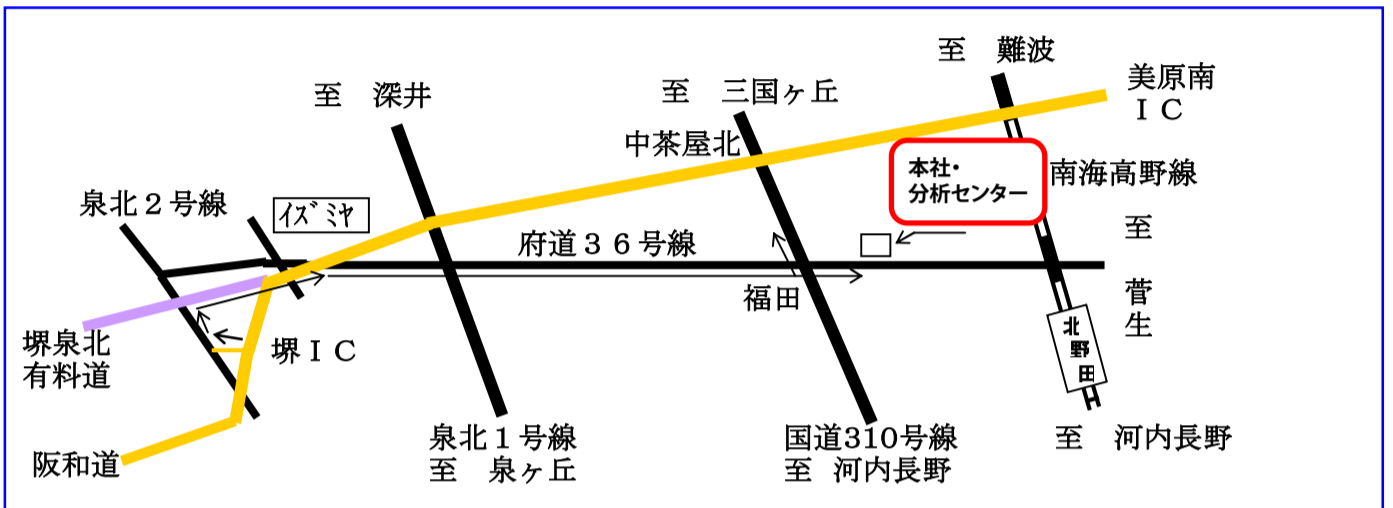 至　難波
美原南
ＩＣ
至　深井
至　三国ヶ丘
中茶屋北
本社・
分析センター
南海高野線
泉北２号線
ｲｽﾞﾐﾔ
府道３６号線
至
菅生
福田
北野田
堺泉北
有料道
堺ＩＣ
泉北１号線
至　泉ヶ丘
国道310号線
至　河内長野
至　河内長野
阪和道